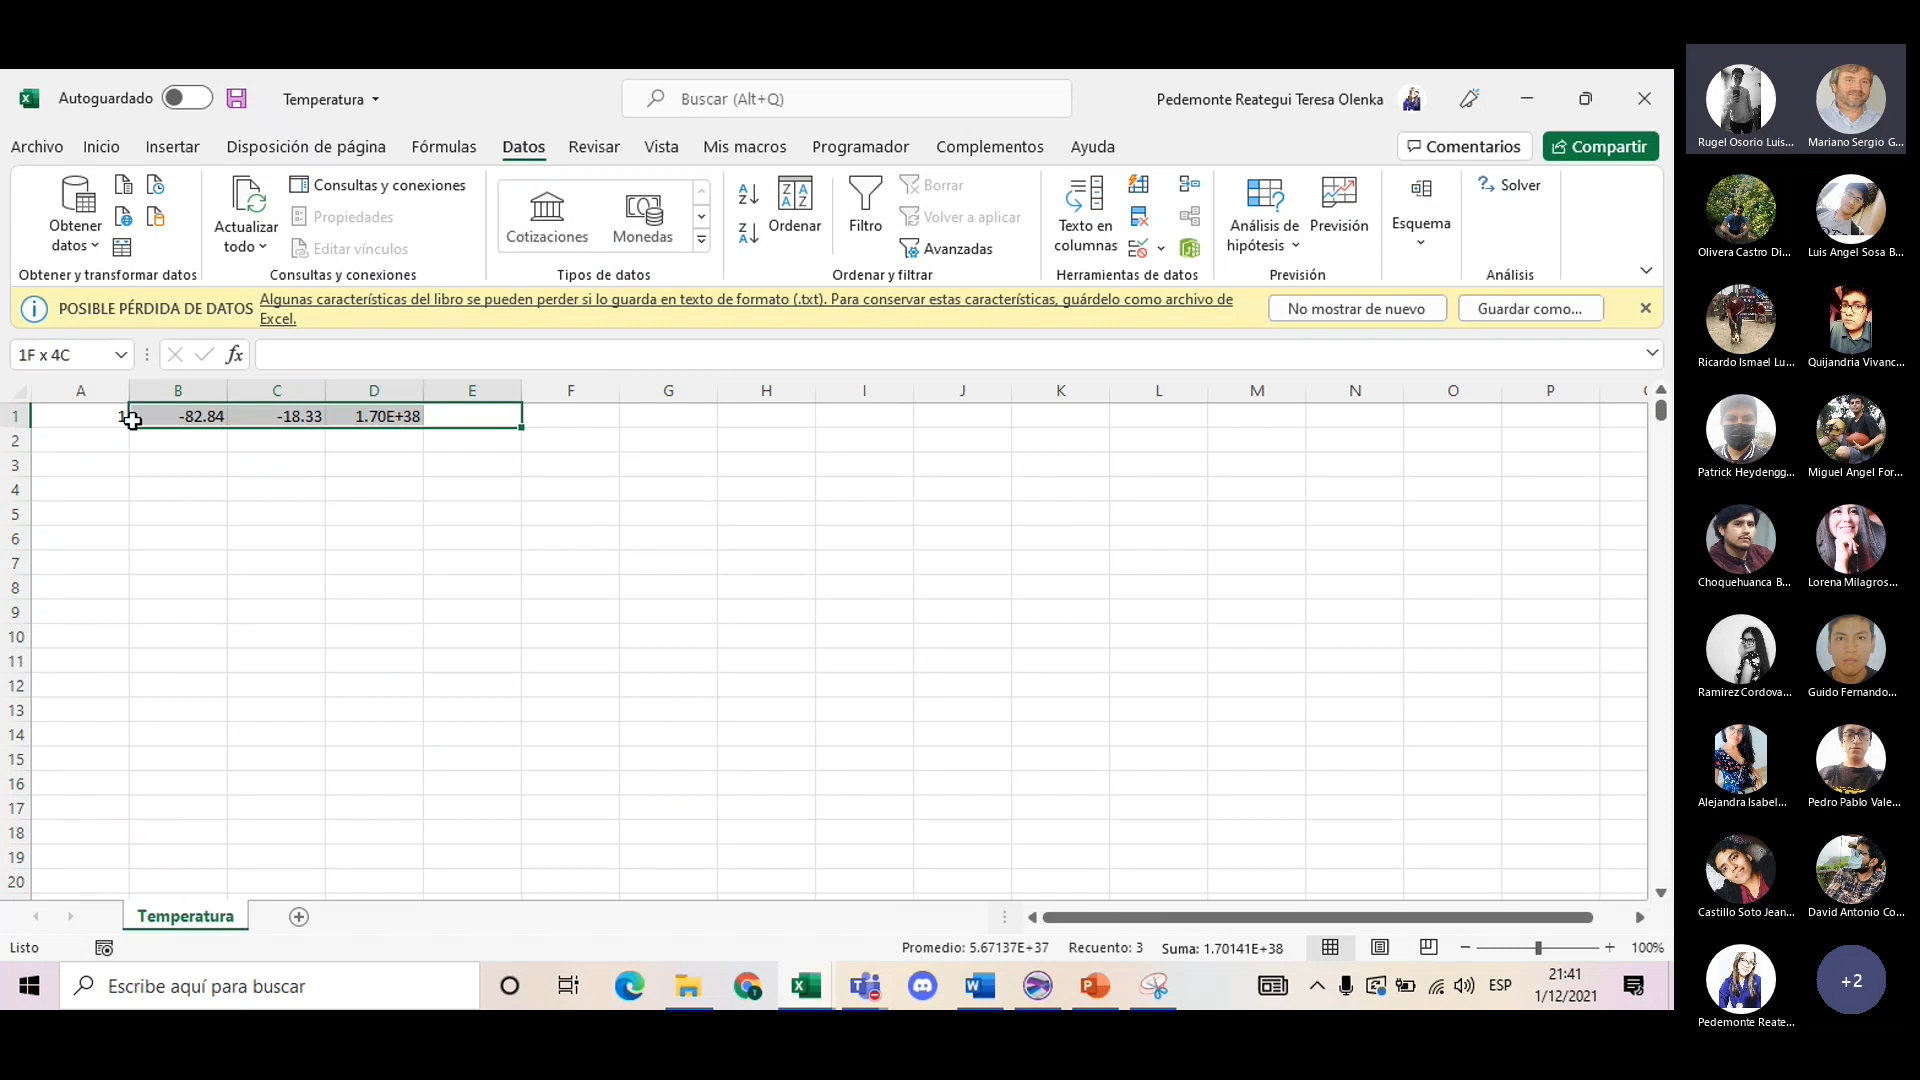 Autoguardado
Temperatura
Buscar (Alt+Q)
Pedemonte Reategui Teresa Olenka
Archivo Inicio Insertar Disposición de página Fórmulas Datos Revisar Vista Mis macros Programador Complementos Ayuda
Comentarios
Compartir
Obtener datos
Obtener y transformar datos
Actualizar todo
Consultas y conexiones
Propiedades
Editar vínculos
Consultas y conexiones
Cotizaciones
Monedas
Tipos de datos
Ordenar
Filtro
Borrar
Volver a aplicar
Avanzadas
Ordenar y filtrar
Texto en columnas
Herramientas de datos
Análisis de hipótesis
Previsión
Previsión
Esquema
Solver
Análisis
POSIBLE PÉRDIDA DE DATOS
Algunas características del libro se pueden perder si lo guarda en texto de formato (.txt). Para conservar estas características, guárdelo como archivo de
Excel.
No mostrar de nuevo
Guardar como...
1F x 4C
fx
A B C D E F G H I J K L M N O P
1 1 -82.84 -18.33 1.70E+38
2
3
4
5
6
7
8
9
10
11
12
13
14
15
16
17
18
19
20
Temperatura
Listo
Promedio: 5.67137E+37 Recuento: 3 Suma: 1.70141E+38
100%
Escribe aquí para buscar
ESP
21:41
1/12/2021
Rugel Osorio Luis... Mariano Sergio G...
Olivera Castro Di... Luis Angel Sosa B...
Ricardo Ismael Lu... Quijandria Vivanc...
Patrick Heydengg... Miguel Angel For...
Choquehuanca B... Lorena Milagros...
Ramirez Cordova... Guido Fernando...
Alejandra Isabel... Pedro Pablo Vale...
Castillo Soto Jean... David Antonio Co...
Pedemonte Reate...
+2